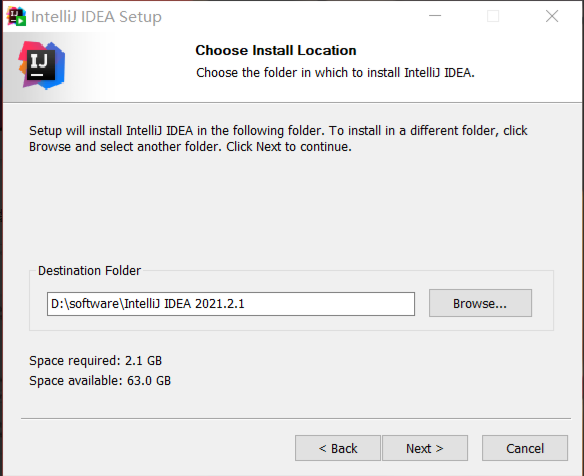 IntelliJ IDEA Setup
IJ
Choose Install Location
Choose the folder in which to install IntelliJ IDEA.
Setup will install IntelliJ IDEA in the following folder. To install in a different folder, click
Browse and select another folder. Click Next to continue.
Destination Folder
D:\software\IntelliJ IDEA 2021.2.1
Browse...
Space required: 2.1 GB
Space available: 63.0 GB
< Back
Next >
Cancel